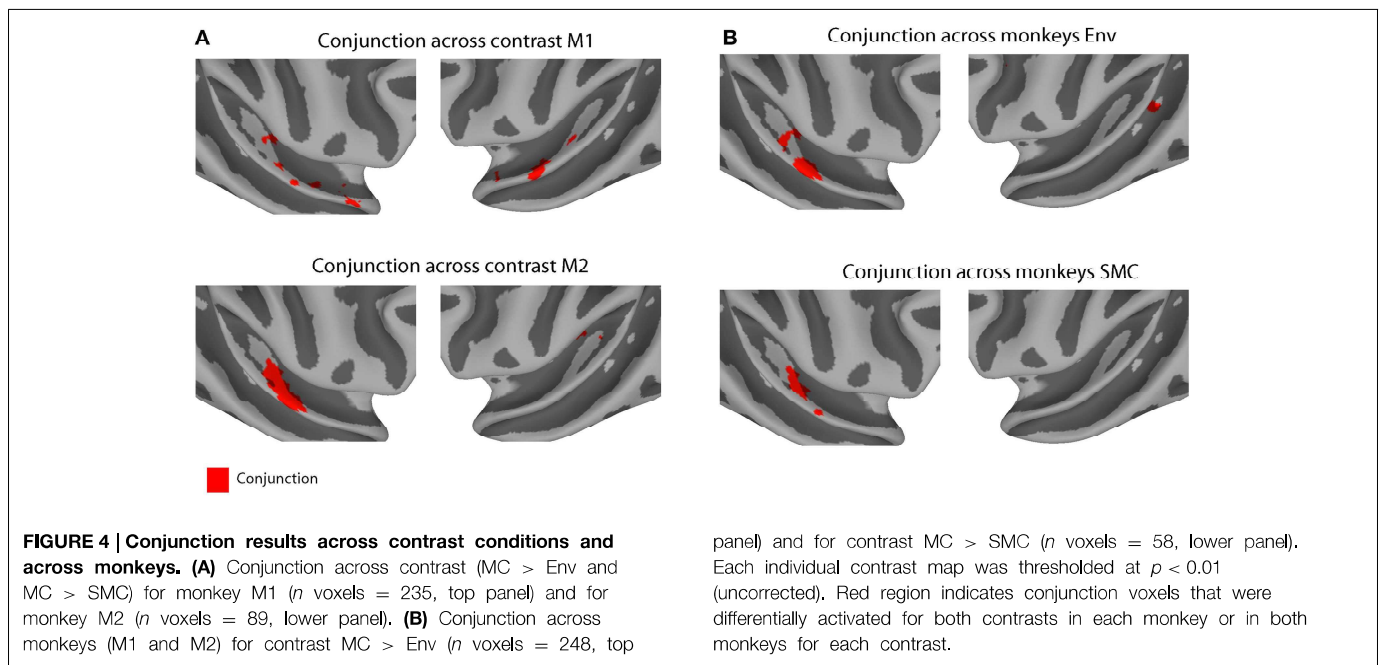 A
Conjunction across contrast M1
B
Conjunction across monkeys Env
Conjunction across contrast M2
Conjunction across monkeys SMC
Conjunction
FIGURE 4 | Conjunction results across contrast conditions and
across monkeys. (A) Conjunction across contrast (MC > Env and
MC > SMC) for monkey M1 (n voxels = 235, top panel) and for
monkey M2 (n voxels = 89, lower panel). (B) Conjunction across
monkeys (M1 and M2) for contrast MC > Env (n voxels = 248, top
panel) and for contrast MC > SMC (n voxels = 58, lower panel).
Each individual contrast map was thresholded at p < 0.01
(uncorrected). Red region indicates conjunction voxels that were
differentially activated for both contrasts in each monkey or in both
monkeys for each contrast.